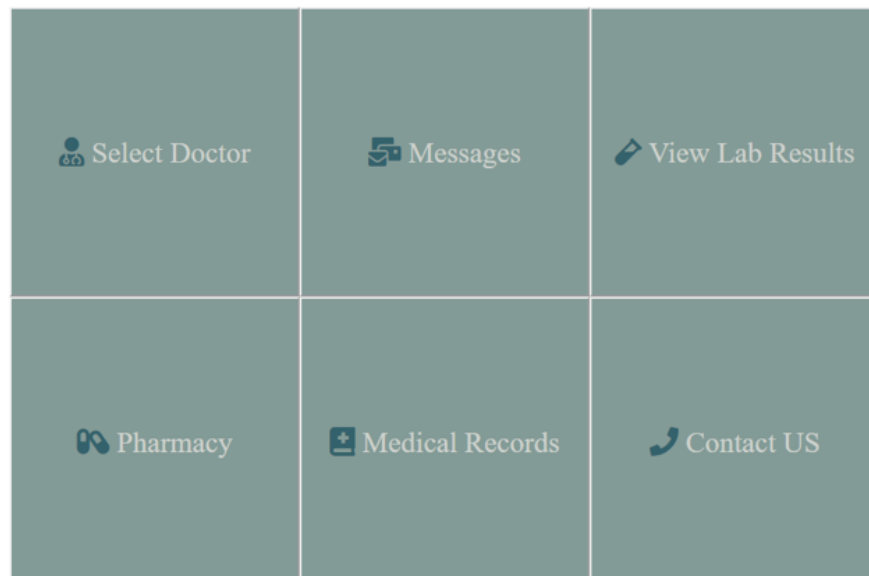 Select Doctor
Messages
View Lab Results
Pharmacy
Medical Records
Contact US